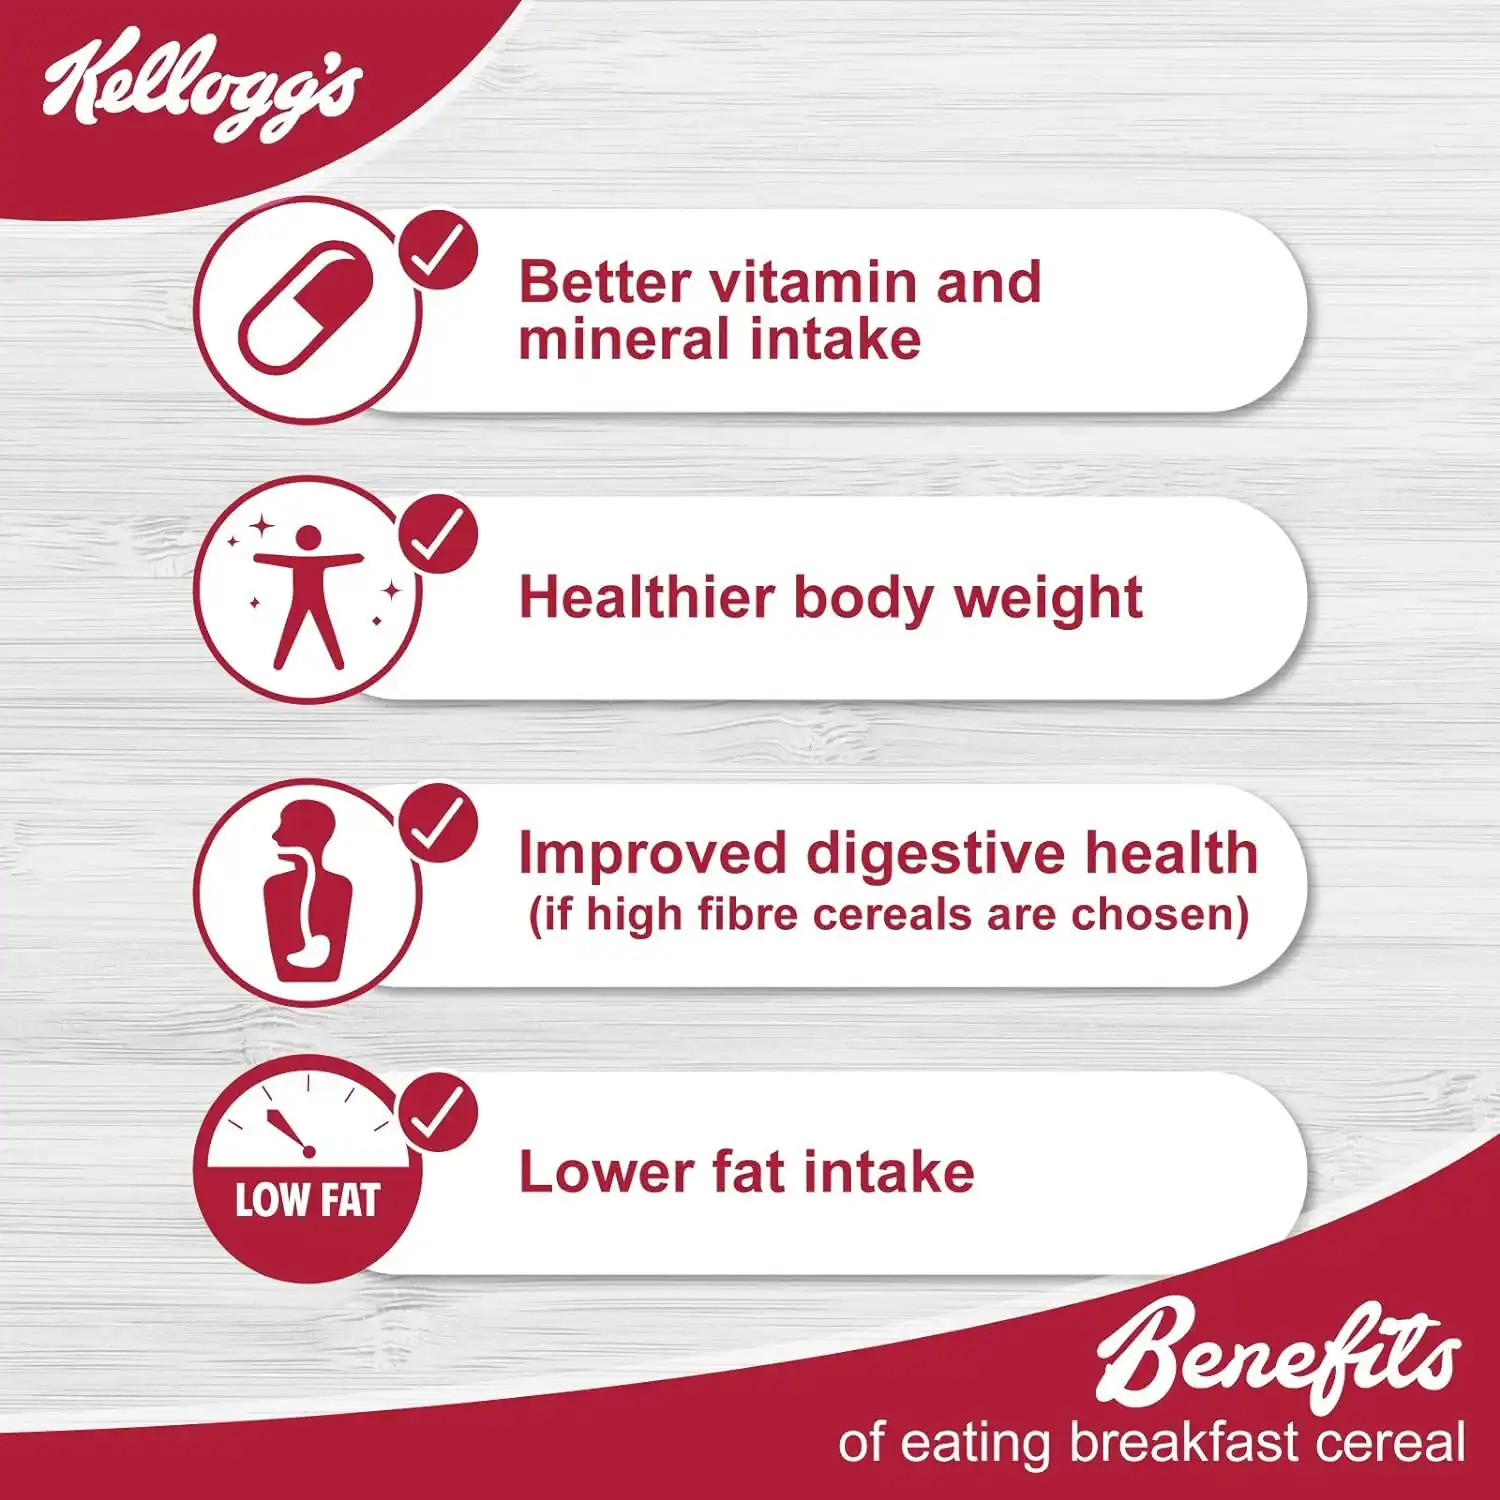 Kellogg's
Better vitamin and
mineral intake
Healthier body weight
Improved digestive health
(if high fibre cereals are chosen)
LOW FAT
Lower fat intake
Benefits
of eating breakfast cereal